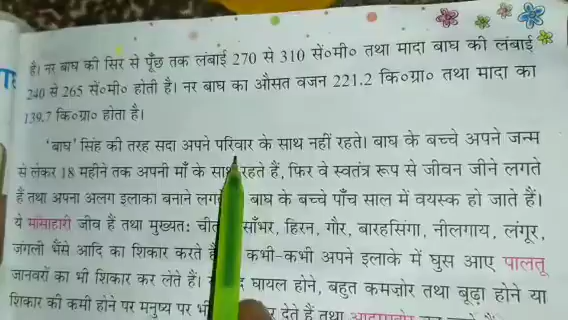 है। नर बाघ की सिर से पूँछ तक लंबाई 270 से 310 सें०मी० तथा मादा बाघ की लंबाई
240 से 265 सें०मी० होती है। नर बाघ का औसत वजन 221.2 कि०ग्रा० तथा मादा का
139.7 कि०ग्रा० होता है।
'बाघ' सिंह की तरह सदा अपने परिवार के साथ नहीं रहते। बाघ के बच्चे अपने जन्म
से लेकर 18 महीने तक अपनी माँ के साथ रहते हैं, फिर वे स्वतंत्र रूप से जीवन जीने लगते
हैं तथा अपना अलग इलाका बनाने बाघ के बच्चे पाँच साल में वयस्क हो जाते हैं।
ये मांसाहारी जीव हैं तथा मुख्यत: साँभर, हिरन, गौर, बारहसिंगा, नीलगाय, लंगूर,
जंगली भैंसे आदि का शिकार करते कभी-कभी अपने इलाके में घुस आए पालतू
जानवरों का भी शिकार कर लेते हैं। घायल होने, बहुत कमज़ोर तथा बूढ़ा होने या
शिकार की कमी होने पर मनुष्य पर देते हैं तथा